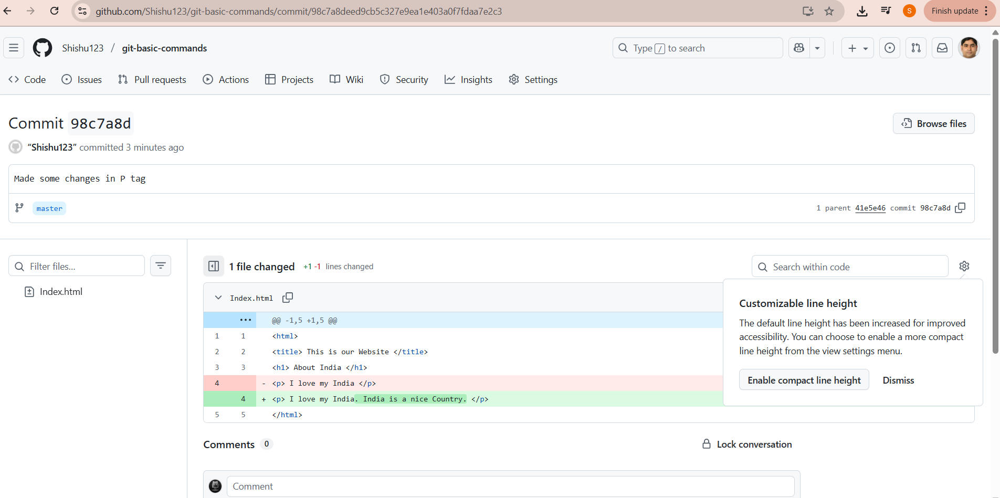 github.com/Shishu123/git-basic-commands/commit/98c7a8deed9cb5c327e9ea1e403a0f7fdaa7e2c3
S
Finish update
Shishu123 / git-basic-commands
Type / to search
Code
Issues
Pull requests
Actions
Projects
Wiki
Security
Insights
Settings
Commit 98c7a8d
Browse files
“Shishu123” committed 3 minutes ago
Made some changes in P tag
master
1 parent 41e5e46 commit 98c7a8d
Filter files...
Index.html
1 file changed +1 -1 lines changed
Search within code
Index.html
@@ -1,5 +1,5 @@
1 1 <html>
2 2 <title> This is our Website </title>
3 3 <h1> About India </h1>
4 - <p> I love my India </p>
4 + <p> I love my India. India is a nice Country. </p>
5 5 </html>
Customizable line height
The default line height has been increased for improved
accessibility. You can choose to enable a more compact
line height from the view settings menu.
Enable compact line height
Dismiss
Comments 0
Lock conversation
Comment